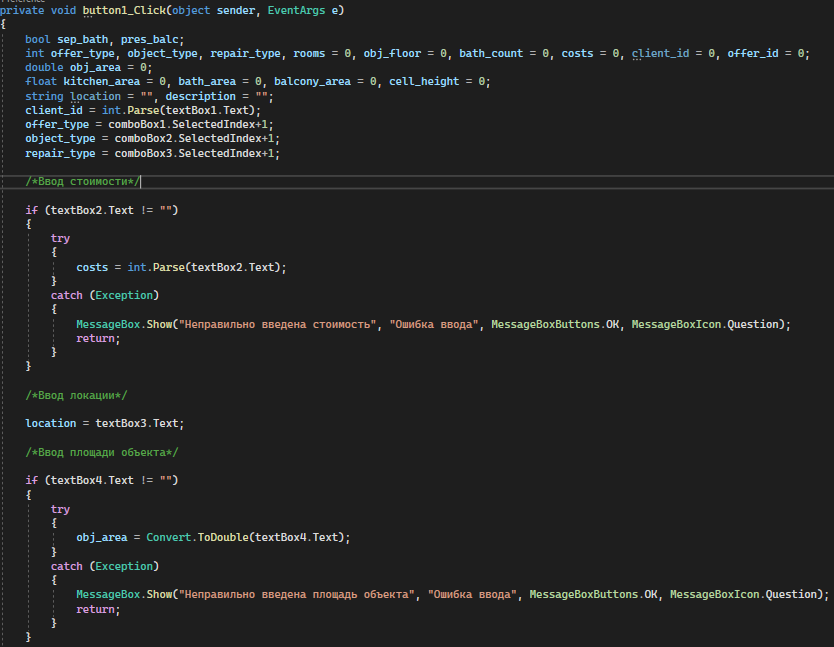 private void button1_Click(object sender, EventArgs e)
{
bool sep_bath, pres_balc;
int offer_type, object_type, repair_type, rooms = 0, obj_floor = 0, bath_count = 0, costs = 0, client_id = 0, offer_id = 0;
double obj_area = 0;
float kitchen_area = 0, bath_area = 0, balcony_area = 0, cell_height = 0;
string location = "", description = "";
client_id = int.Parse(textBox1.Text);
offer_type = comboBox1.SelectedIndex+1;
object_type = comboBox2.SelectedIndex+1;
repair_type = comboBox3.SelectedIndex+1;
/*Ввод стоимости*/
if (textBox2.Text != "")
{
try
{
costs = int.Parse(textBox2.Text);
}
catch (Exception)
{
MessageBox.Show("Неправильно введена стоимость", "Ошибка ввода", MessageBoxButtons.OK, MessageBoxIcon.Question);
return;
}
}
/*Ввод локации*/
location = textBox3.Text;
/*Ввод площади объекта*/
if (textBox4.Text != "")
{
try
{
obj_area = Convert.ToDouble(textBox4.Text);
}
catch (Exception)
{
MessageBox.Show("Неправильно введена площадь объекта", "Ошибка ввода", MessageBoxButtons.OK, MessageBoxIcon.Question);
return;
}
}